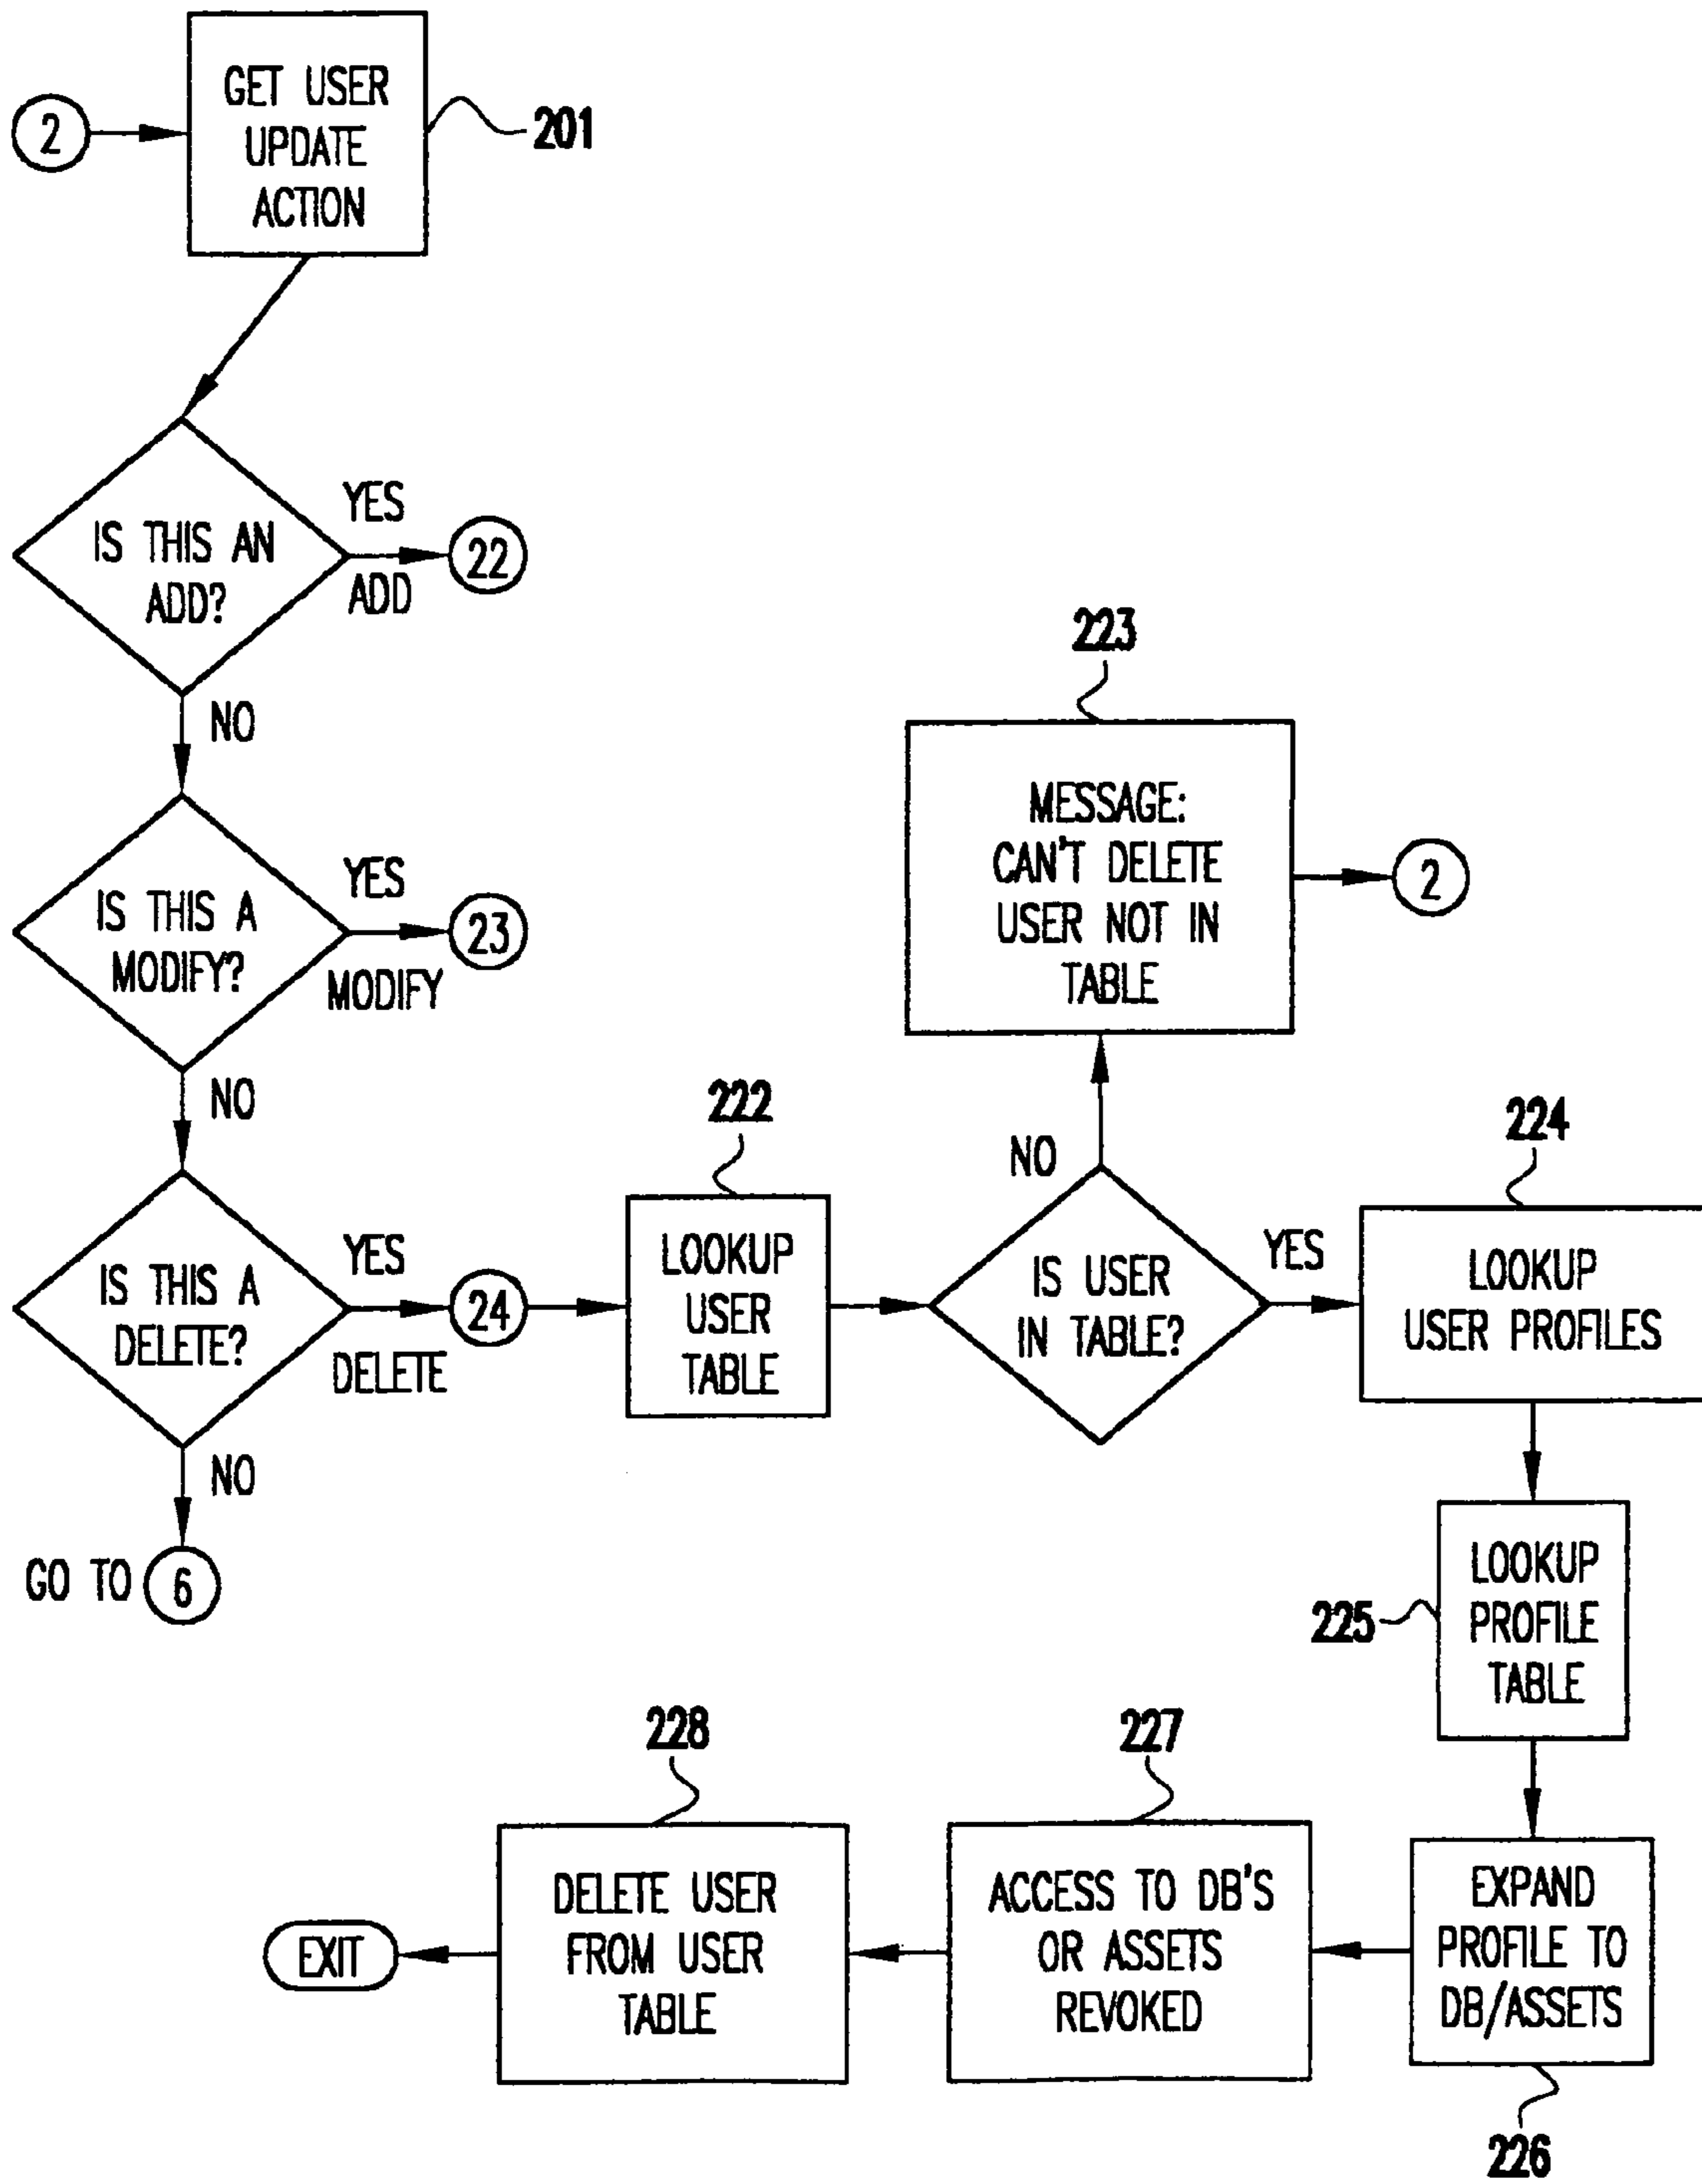 GET USER
UPDATE
ACTION
2
201
IS THIS AN
ADD?
YES
ADD
22
NO
IS THIS A
MODIFY?
YES
MODIFY
23
NO
IS THIS A
DELETE?
YES
DELETE
24
NO
GO TO
6
222
LOOKUP
USER
TABLE
IS USER
IN TABLE?
NO
223
MESSAGE:
CAN'T DELETE
USER NOT IN
TABLE
2
YES
224
LOOKUP
USER PROFILES
225
LOOKUP
PROFILE
TABLE
EXPAND
PROFILE TO
DB/ASSETS
226
227
ACCESS TO DB'S
OR ASSETS
REVOKED
228
DELETE USER
FROM USER
TABLE
EXIT